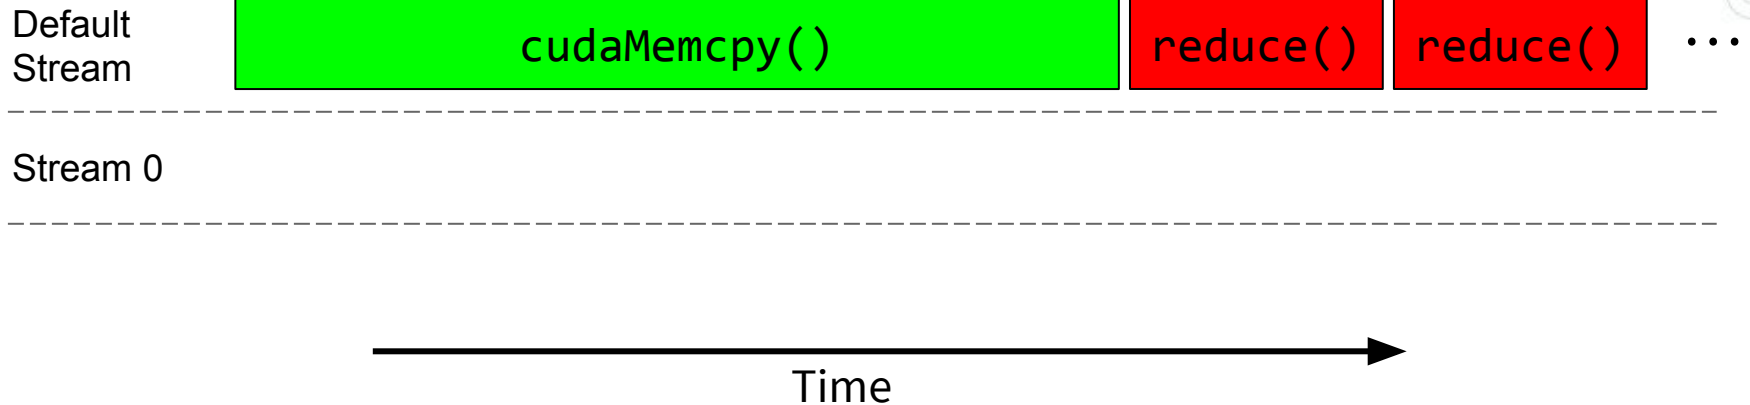 Default
Stream
cudaMemcpy()
reduce()
reduce()
...
Stream 0
Time